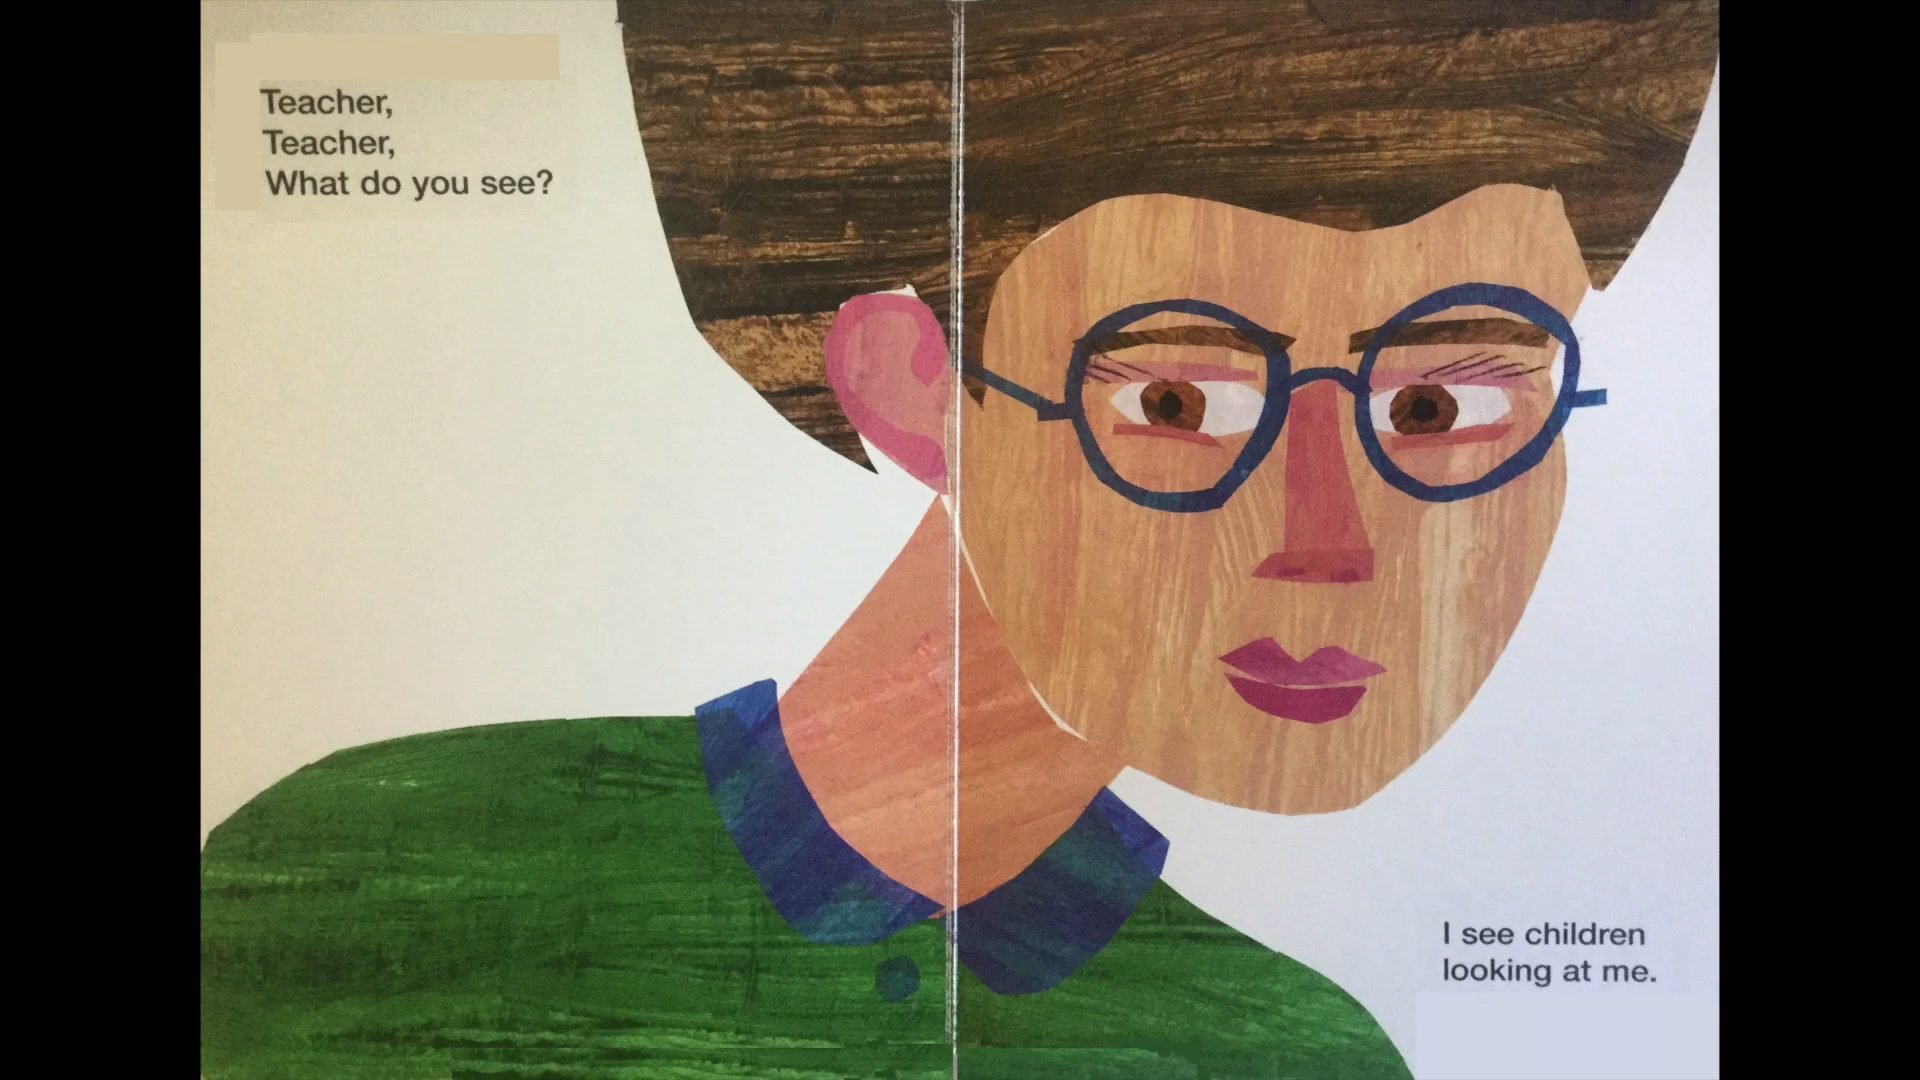 Teacher,
Teacher,
What do you see?
I see children
looking at me.